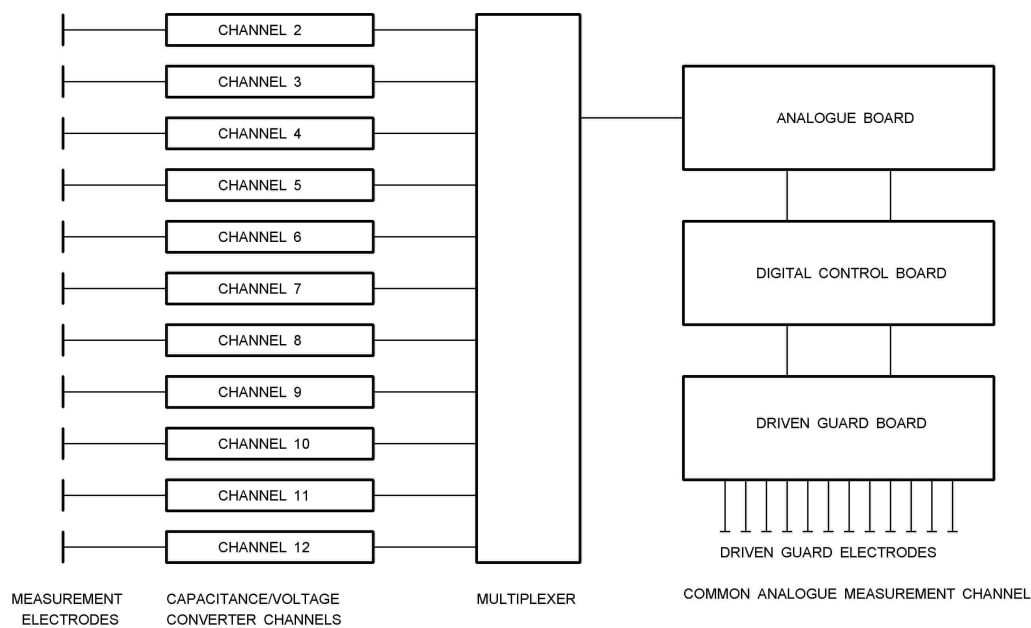 CHANNEL 2
CHANNEL 3
CHANNEL 4
CHANNEL 5
CHANNEL 6
CHANNEL 7
CHANNEL 8
CHANNEL 9
CHANNEL 10
CHANNEL 11
CHANNEL 12
ANALOGUE BOARD
DIGITAL CONTROL BOARD
DRIVEN GUARD BOARD
DRIVEN GUARD ELECTRODES
MEASUREMENT
ELECTRODES
CAPACITANCE/VOLTAGE
CONVERTER CHANNELS
MULTIPLEXER
COMMON ANALOGUE MEASUREMENT CHANNEL